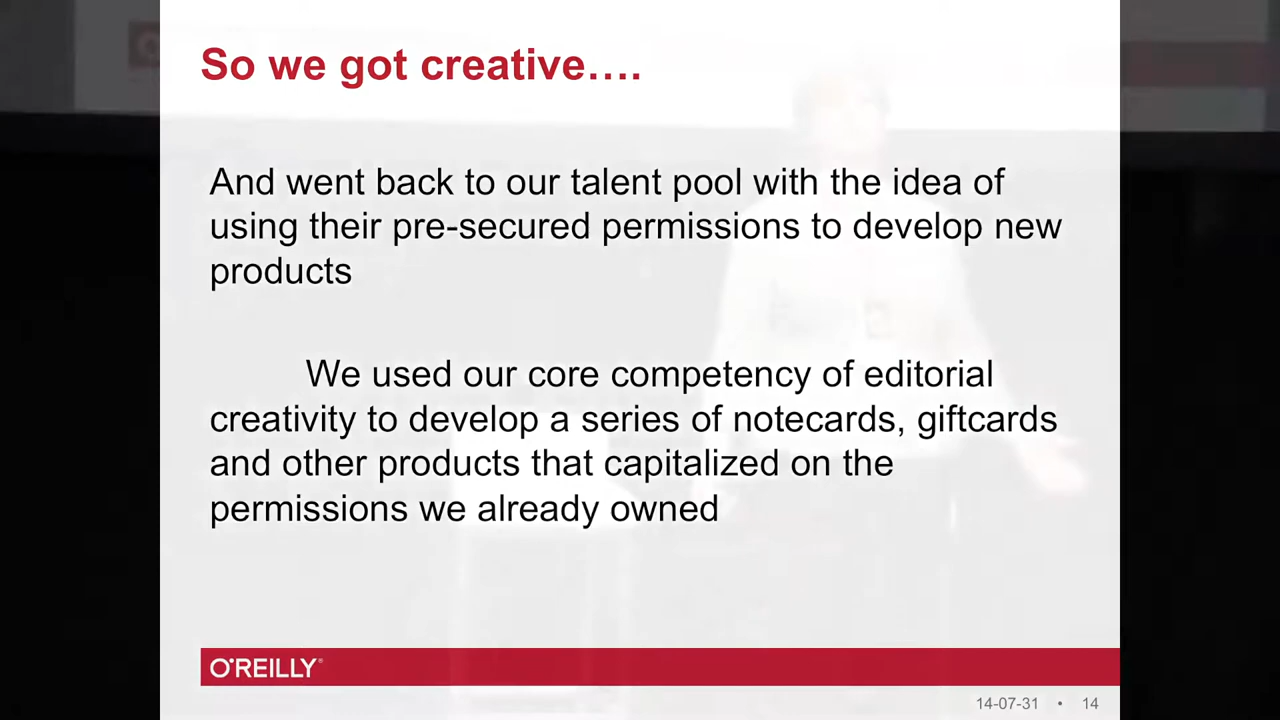 So we got creative….
And went back to our talent pool with the idea of
using their pre-secured permissions to develop new
products
We used our core competency of editorial
creativity to develop a series of notecards, giftcards
and other products that capitalized on the
permissions we already owned
O'REILLY®
14-07-31 • 14